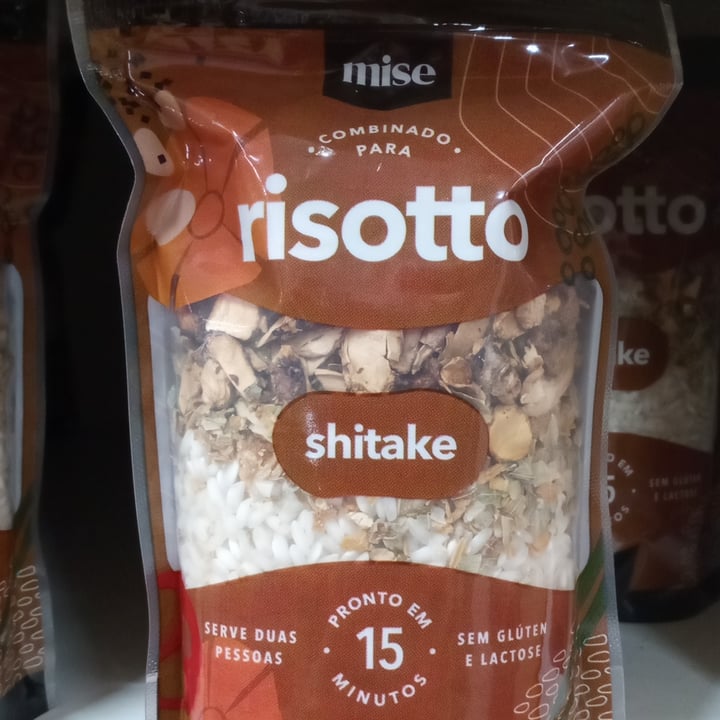 mise
COMBINADO
PARA
risotto
shitake
SERVE DUAS
PESSOAS
PRONTO EM
15
MINUTOS
SEM GLÚTEN
E LACTOSE
otto
ke
EM
SEM GLÚTEN
E LACTOSE